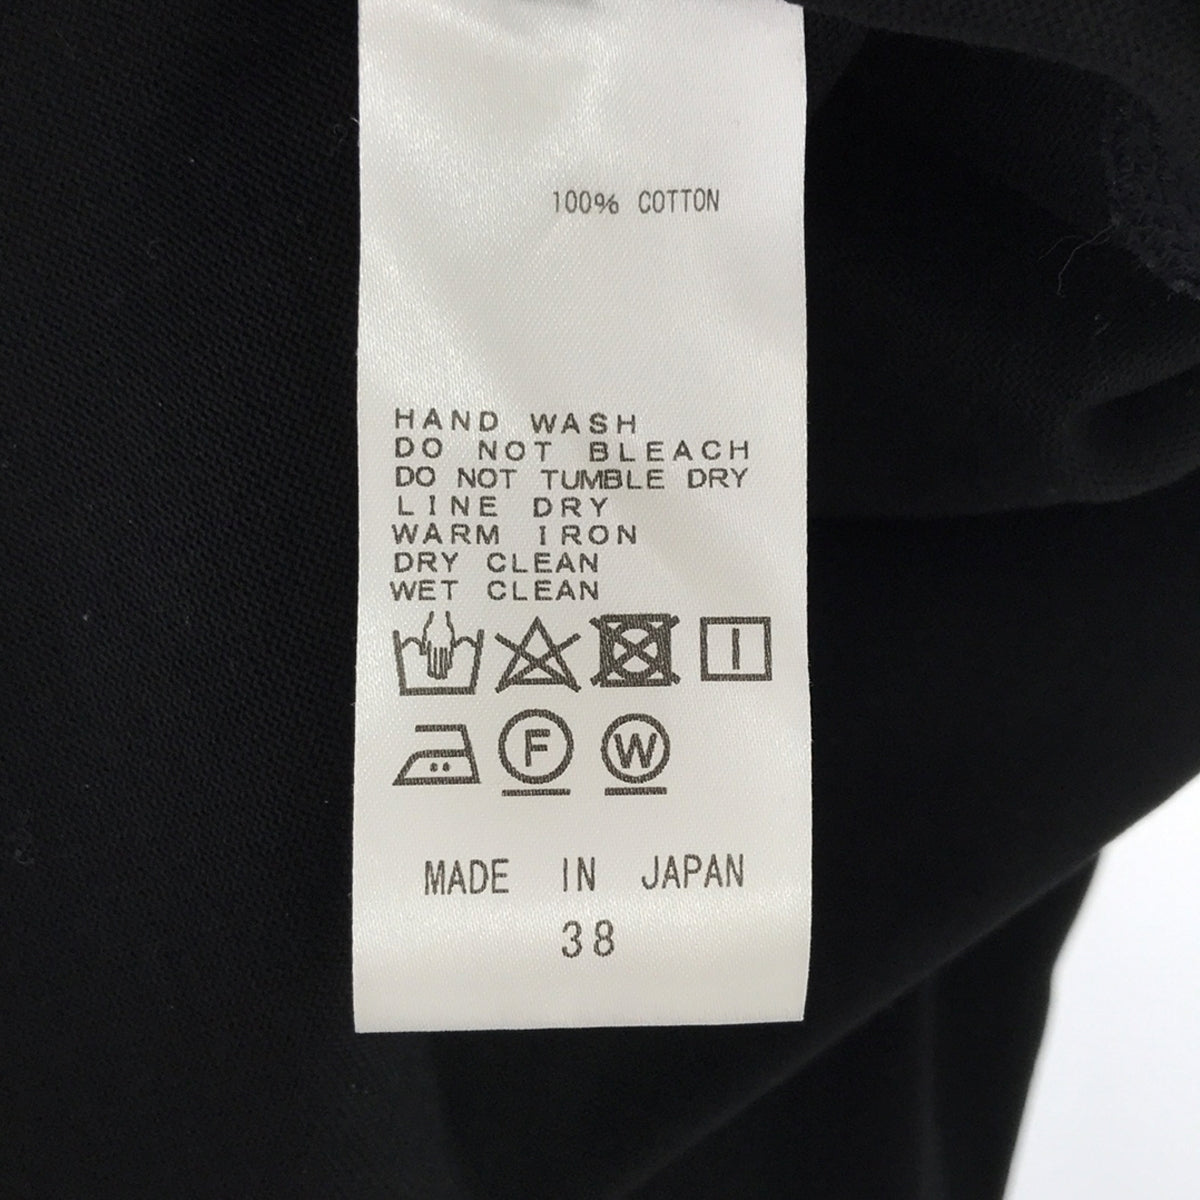 100% COTTON
HAND WASH
DO NOT BLEACH
DO NOT TUMBLE DRY
LINE DRY
WARM IRON
DRY CLEAN
WET CLEAN
F W
MADE IN JAPAN
38